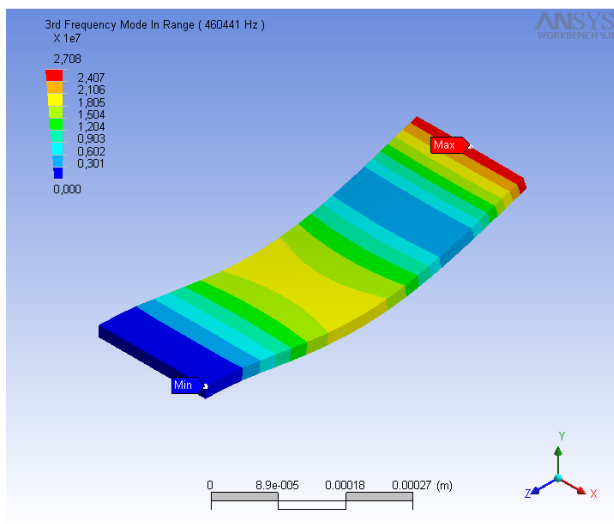 3rd Frequency Mode In Range ( 460441 Hz )
X 1e7
ANSYS
WORKBENCH 9.0
2,708
2,407
2,106
1,805
1,504
1,204
0,903
0,602
0,301
0,000
Max
Min
Y
X
Z
0 8.9e-005 0.00018 0.00027 (m)